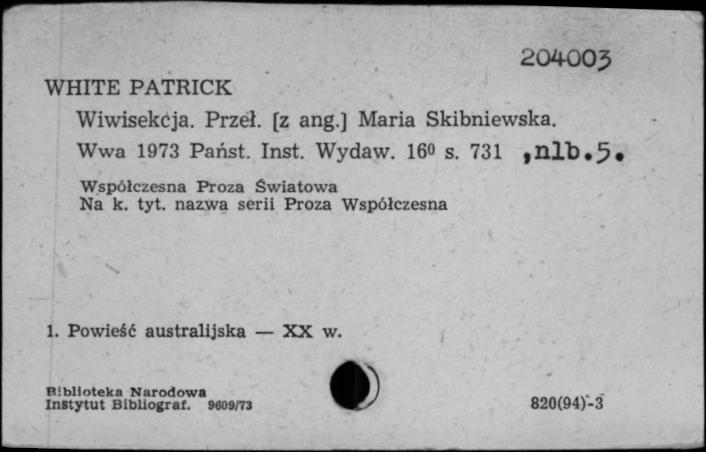 204003
WHITE PATRICK
Wiwisekcja. Przeł. [z ang.] Maria Skibniewska.
Wwa 1973 Państ. Inst. Wydaw. 16⁰ s. 731 ,nlb.5.
Współczesna Proza Światowa
Na k. tyt. nazwa serii Proza Współczesna
1. Powieść australijska — XX w.
Biblioteka Narodowa
Instytut Bibliograf. 9609/73
820(94)-3